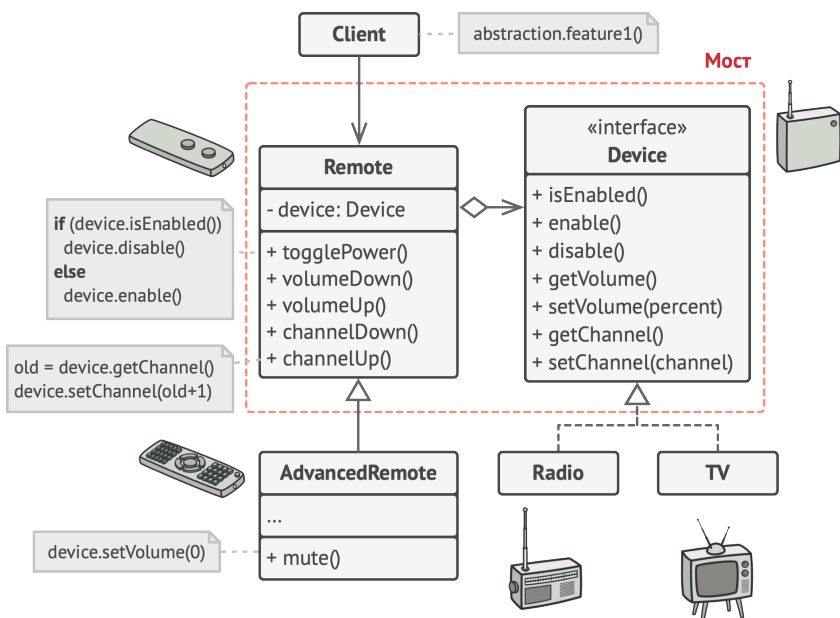 Client
abstraction.feature1()
Мост
Remote
- device: Device
+ togglePower()
+ volumeDown()
+ volumeUp()
+ channelDown()
+ channelUp()
«interface»
Device
+ isEnabled()
+ enable()
+ disable()
+ getVolume()
+ setVolume(percent)
+ getChannel()
+ setChannel(channel)
if (device.isEnabled())
device.disable()
else
device.enable()
old = device.getChannel()
device.setChannel(old+1)
AdvancedRemote
...
+ mute()
Radio
TV
device.setVolume(0)